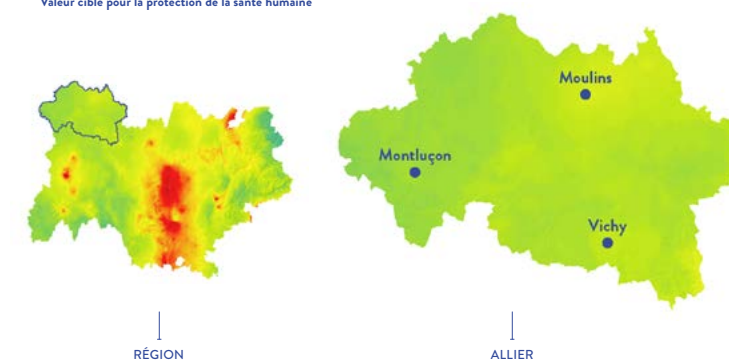 Valeur cible pour la protection de la santé humaine
Moulins
Montluçon
Vichy
RÉGION
ALLIER